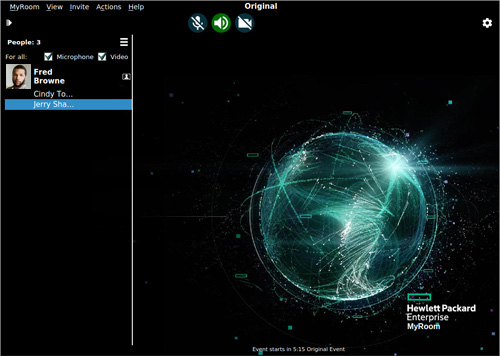 MyRoom View Invite Actions Help
Original
People: 3
For all: Microphone Video
Fred
Browne
Cindy To...
Jerry Sha...
Hewlett Packard
Enterprise
MyRoom
Event starts in 5:15 Original Event